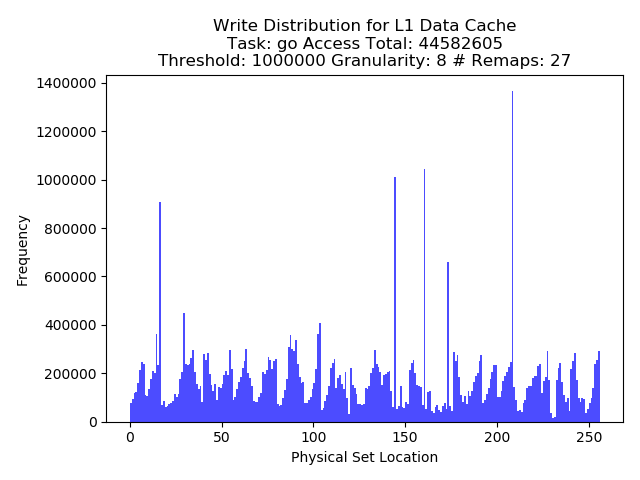 Write Distribution for L1 Data Cache
Task: go Access Total: 44582605
Threshold: 1000000 Granularity: 8 # Remaps: 27
1400000
1200000
1000000
800000
600000
400000
200000
0
Frequency
0 50 100 150 200 250
Physical Set Location